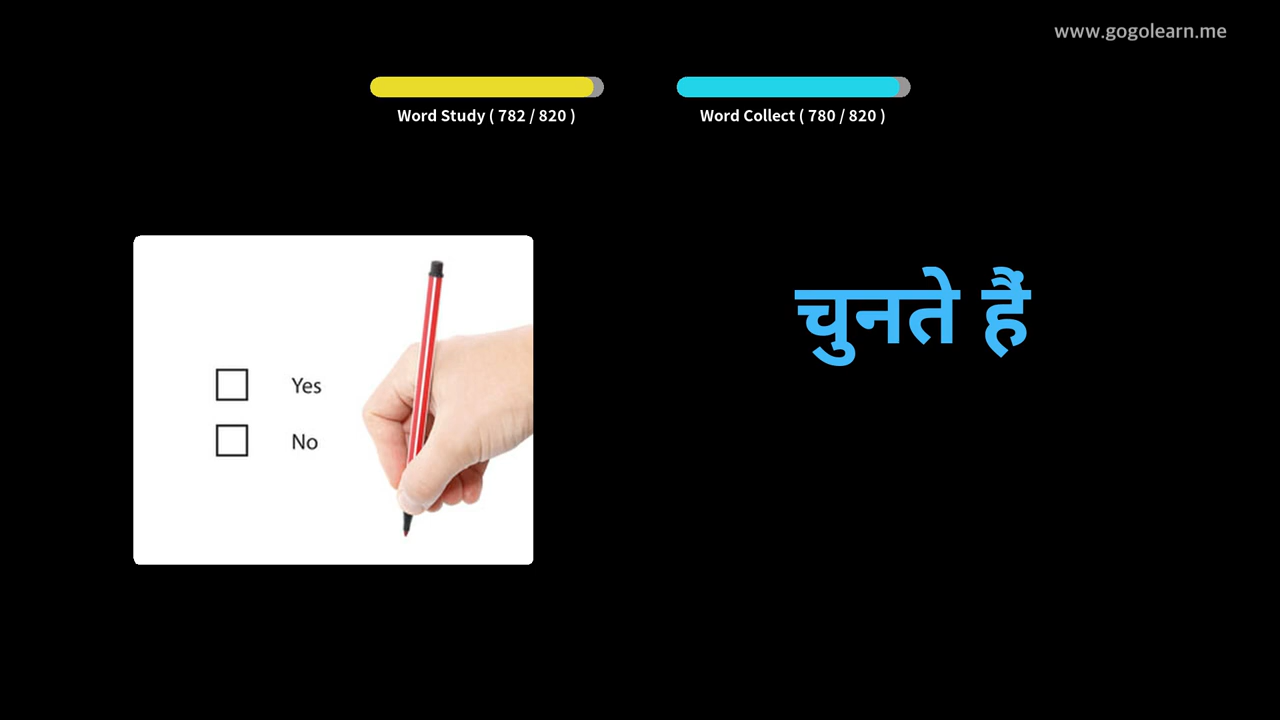 www.gogolearn.me
Word Study ( 782 / 820 )
Word Collect ( 780 / 820 )
चुनते हैं
Yes
No